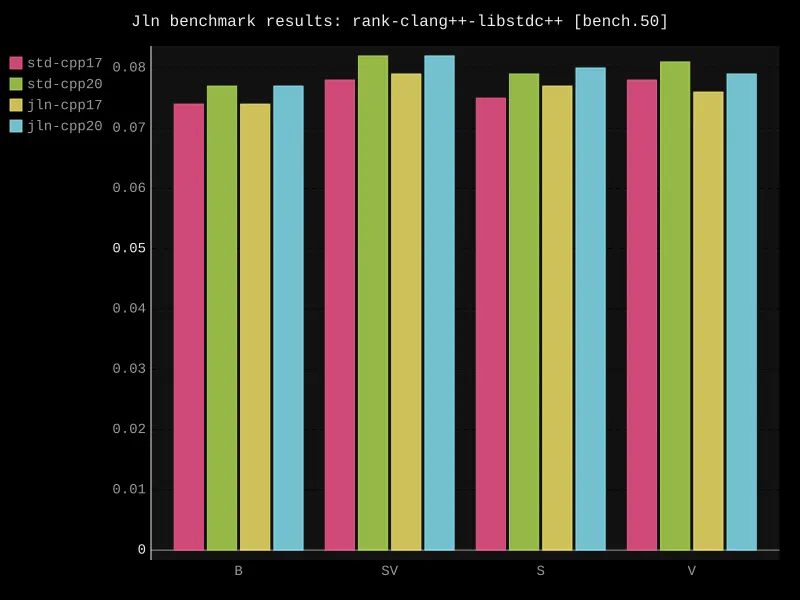 Jln benchmark results: rank-clang++-libstdc++ [bench.50]
std-cpp17
std-cpp20
jln-cpp17
jln-cpp20
0.08
0.07
0.06
0.05
0.04
0.03
0.02
0.01
0
B SV S V